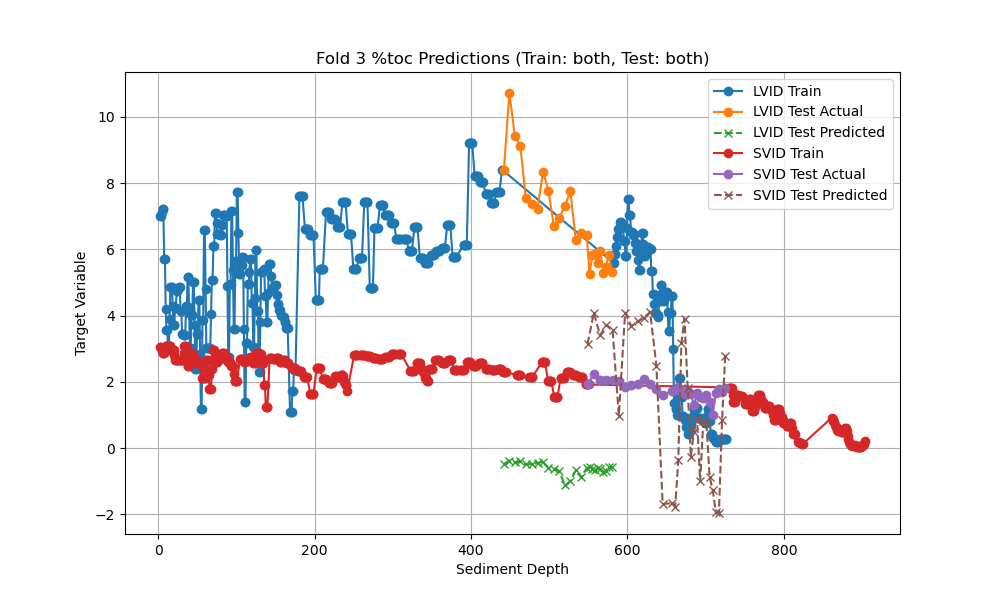 Fold 3 %toc Predictions (Train: both, Test: both)
LVID Train
LVID Test Actual
LVID Test Predicted
SVID Train
SVID Test Actual
SVID Test Predicted
Target Variable
10
8
6
4
2
0
−2
0 200 400 600 800
Sediment Depth